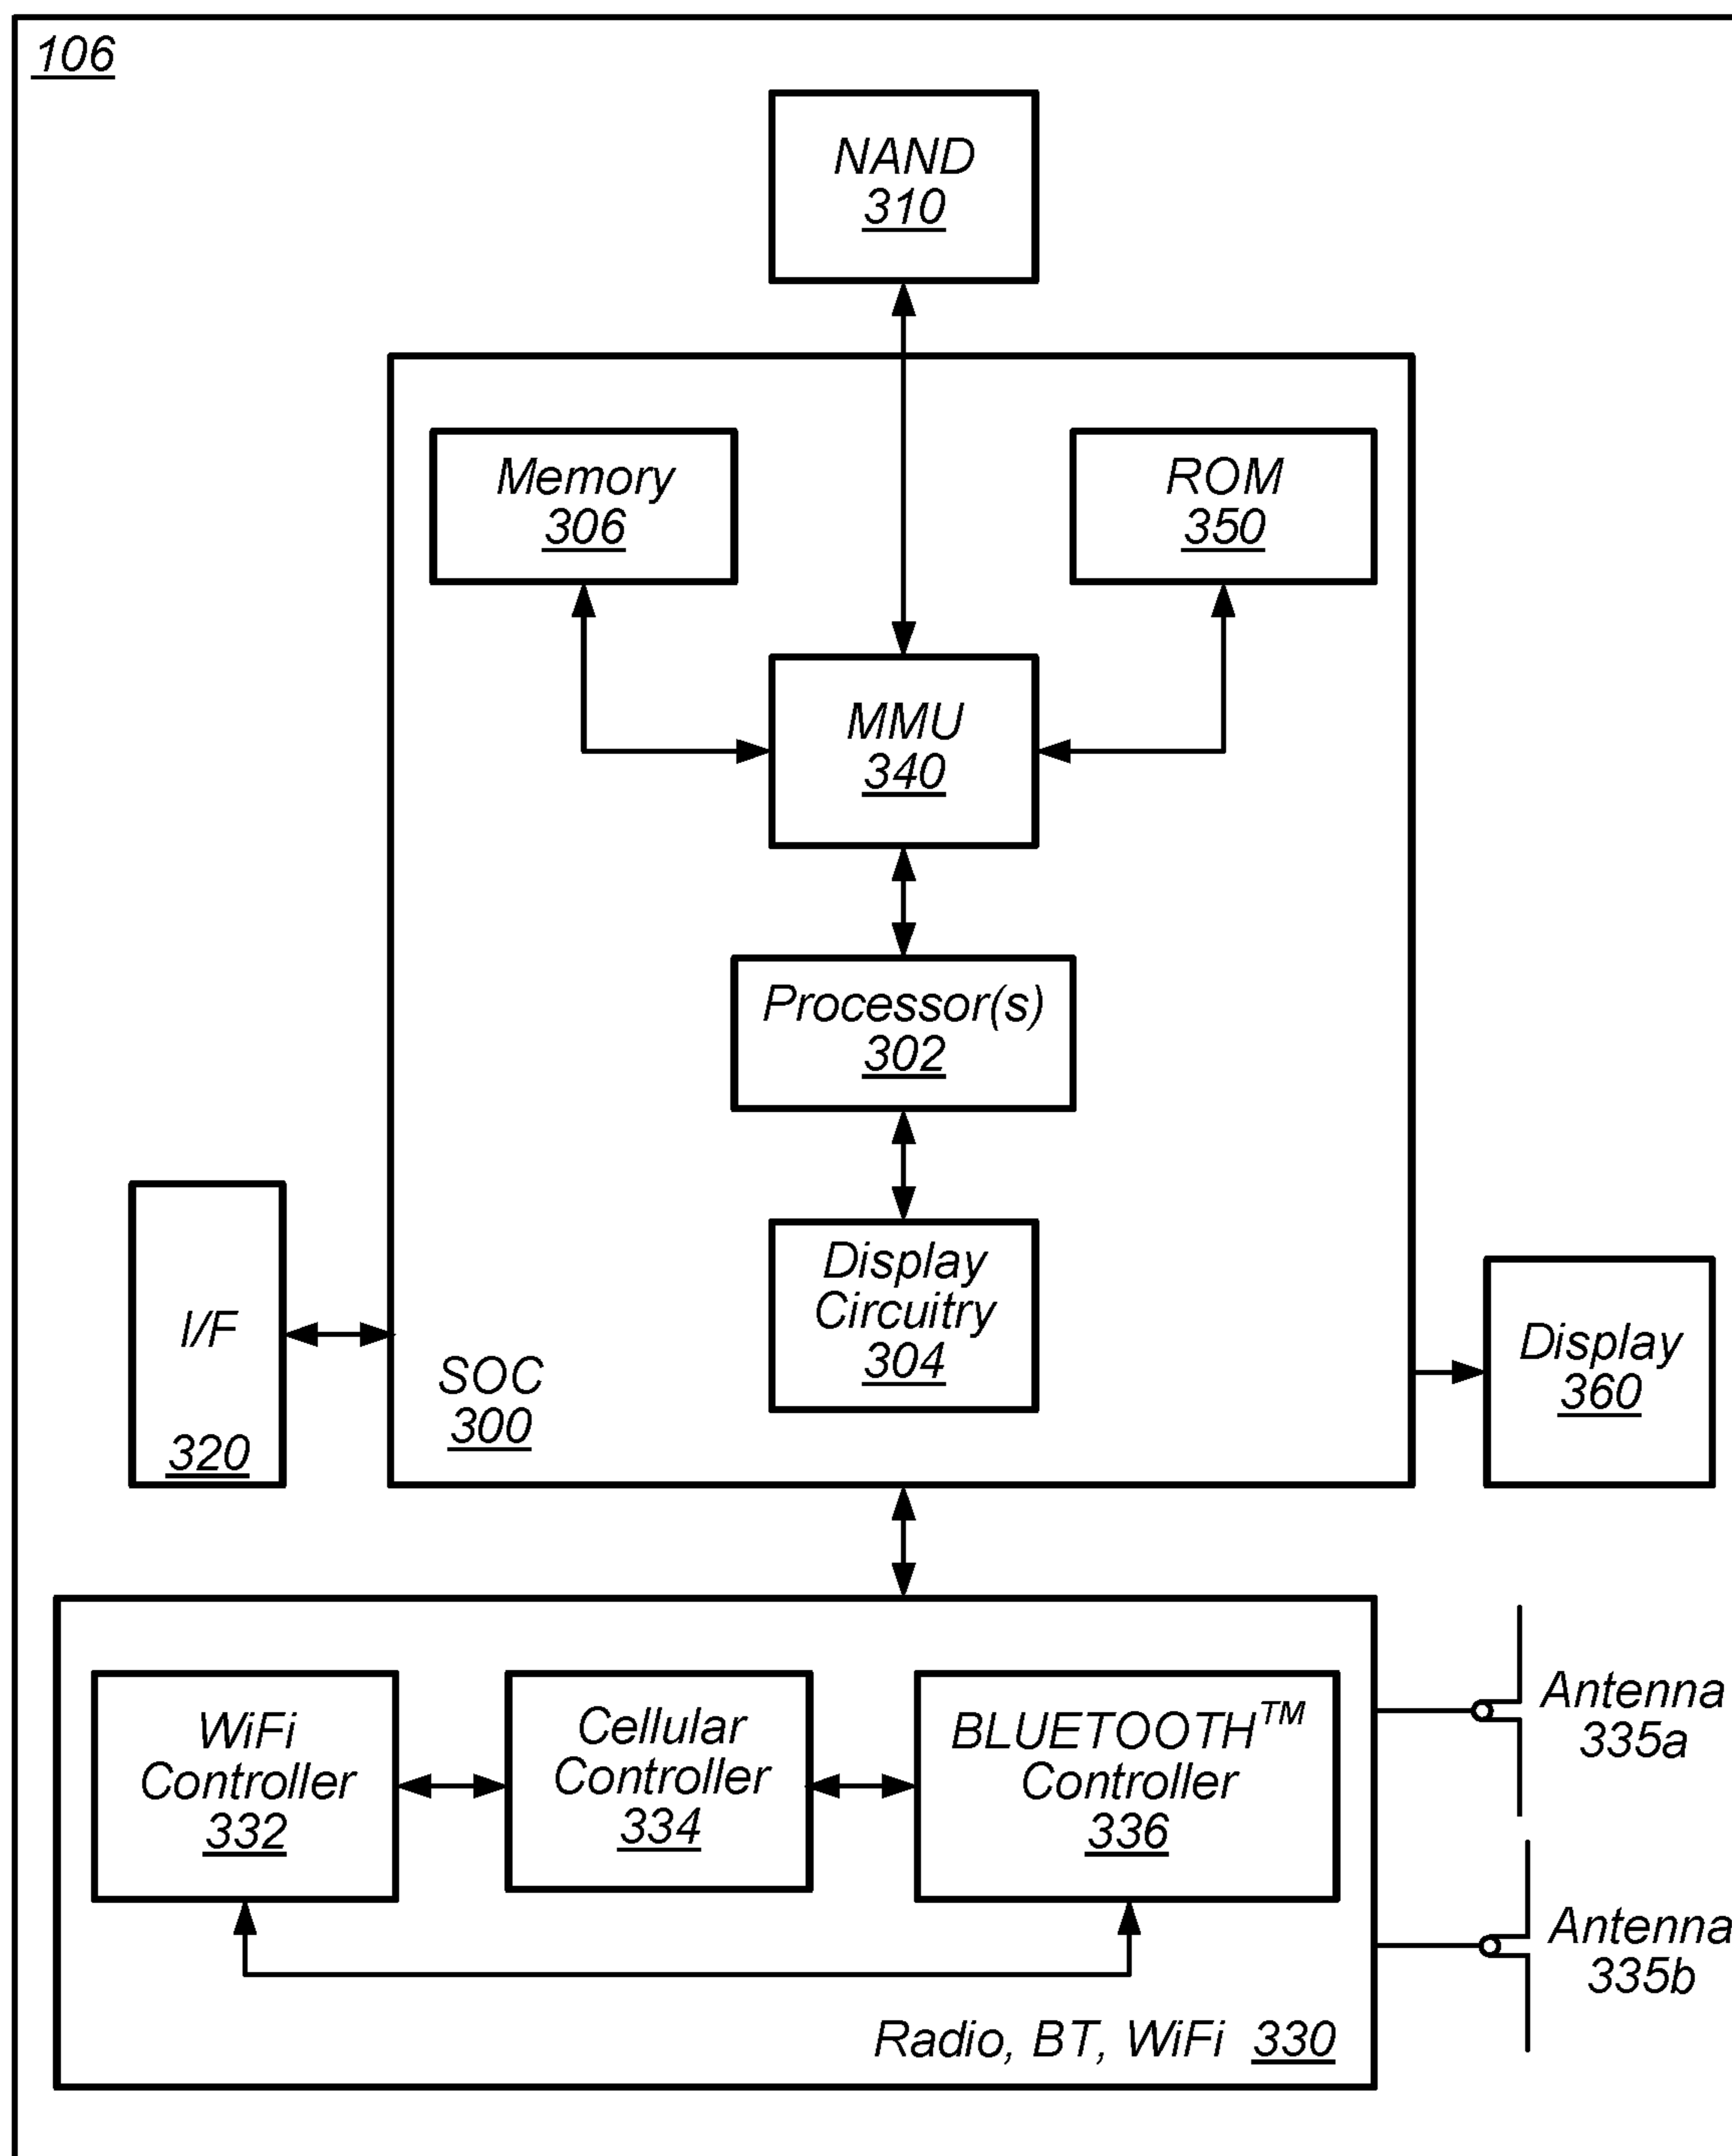 106
NAND
310
Memory
306
ROM
350
MMU
340
Processor(s)
302
Display
Circuitry
304
I/F
320
SOC
300
Display
360
WiFi
Controller
332
Cellular
Controller
334
BLUETOOTH™
Controller
336
Antenna
335a
Antenna
335b
Radio, BT, WiFi 330